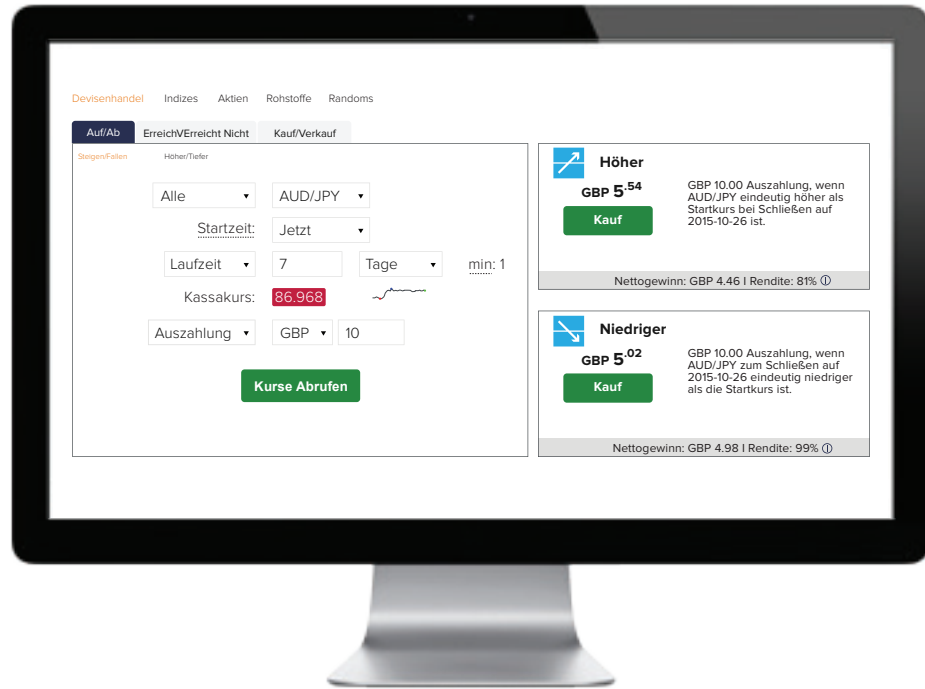 Devisenhandel Indizes Aktien Rohstoffe Randoms
Auf/Ab ErreichVErreicht Nicht Kauf/Verkauf
Steigen/Fallen Höher/Tiefer
Alle AUD/JPY
Startzeit: Jetzt
Laufzeit 7 Tage min: 1
Kassakurs: 86.968
Auszahlung GBP 10
Kurse Abrufen
Höher
GBP 5.54
Kauf
GBP 10.00 Auszahlung, wenn
AUD/JPY eindeutig höher als
Startkurs bei Schließen auf
2015-10-26 ist.
Nettogewinn: GBP 4.46 I Rendite: 81%
Niedriger
GBP 5.02
Kauf
GBP 10.00 Auszahlung, wenn
AUD/JPY zum Schließen auf
2015-10-26 eindeutig niedriger
als die Startkurs ist.
Nettogewinn: GBP 4.98 I Rendite: 99%